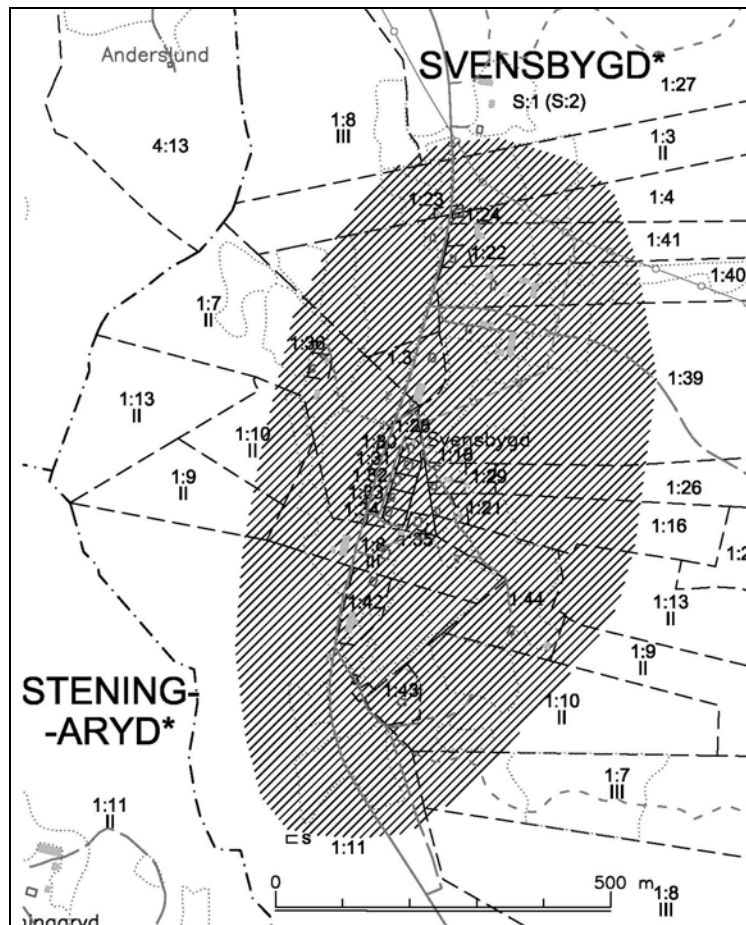 Anderslund
SVENSBYGD*
S:1 (S:2)
1:27
1:8
III
4:13
1:3
II
1:4
1:23
1:24
1:41
1:22
1:40
1:7
II
1:36
1:3
1:39
1:13
II
1:10
II
1:28
1:30
Svensbygd
1:31
1:18
1:32
1:29
1:9
II
1:33
1:26
1:34
1:21
1:16
1:35
1:8
III
1:42
1:44
1:13
II
1:9
II
STENING-
-ARYD*
1:43
1:10
II
1:7
III
1:11
II
s
1:11
0
500 m
1:8
III